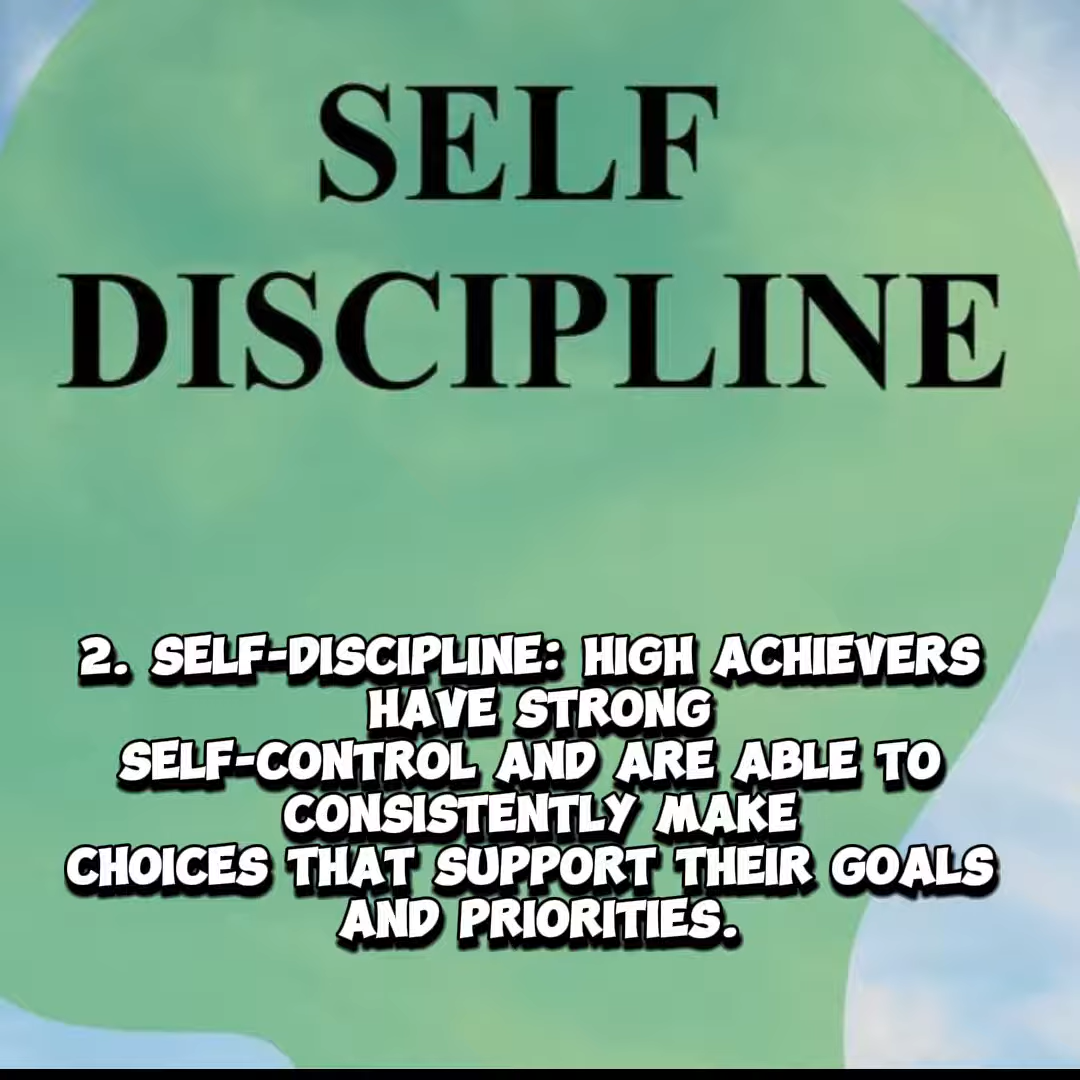 SELF
DISCIPLINE
2. SELF-DISCIPLINE: HIGH ACHIEVERS
HAVE STRONG
SELF-CONTROL AND ARE ABLE TO
CONSISTENTLY MAKE
CHOICES THAT SUPPORT THEIR GOALS
AND PRIORITIES.